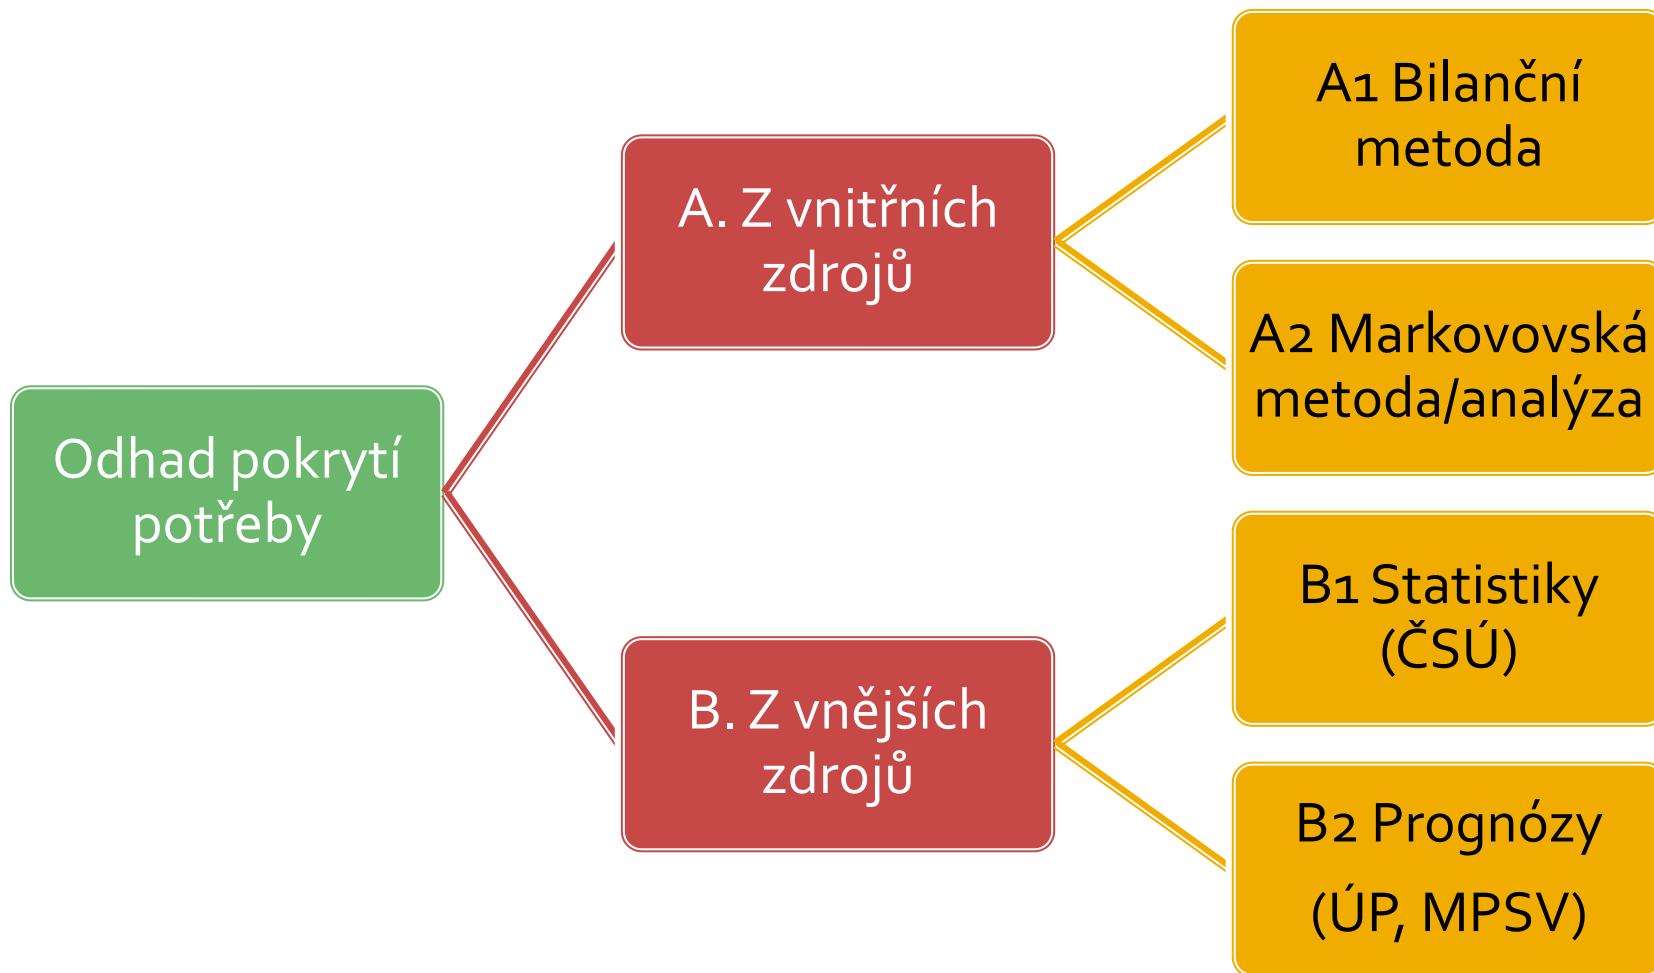 Odhad pokrytí
potřeby
A. Z vnitřních
zdrojů
A1 Bilanční
metoda
A2 Markovovská
metoda/analýza
B. Z vnějších
zdrojů
B1 Statistiky
(ČSÚ)
B2 Prognózy
(ÚP, MPSV)